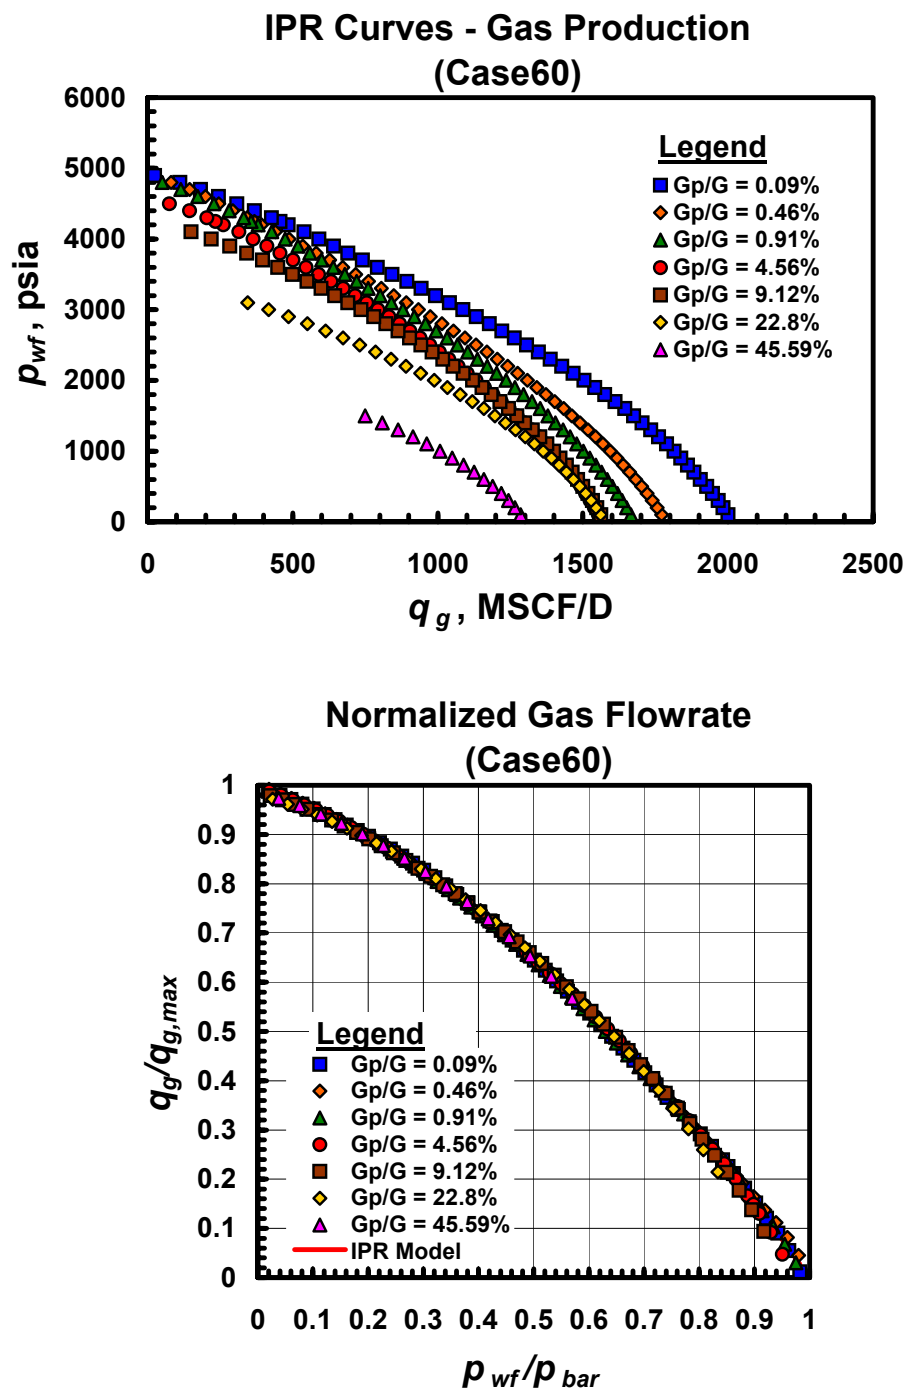 IPR Curves - Gas Production
(Case60)
6000
5000
4000
3000
2000
1000
0
p wf, psia
Legend
Gp/G = 0.09%
Gp/G = 0.46%
Gp/G = 0.91%
Gp/G = 4.56%
Gp/G = 9.12%
Gp/G = 22.8%
Gp/G = 45.59%
0 500 1000 1500 2000 2500
q g, MSCF/D
Normalized Gas Flowrate
(Case60)
1
0.9
0.8
0.7
0.6
0.5
0.4
0.3
0.2
0.1
0
q g/q g,max
Legend
Gp/G = 0.09%
Gp/G = 0.46%
Gp/G = 0.91%
Gp/G = 4.56%
Gp/G = 9.12%
Gp/G = 22.8%
Gp/G = 45.59%
IPR Model
0 0.1 0.2 0.3 0.4 0.5 0.6 0.7 0.8 0.9 1
p wf/p bar